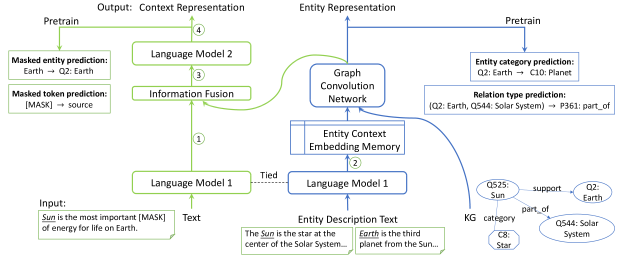 Output: Context Representation
Entity Representation
Pretrain
4
Pretrain
Masked entity prediction:
Earth → Q2: Earth
Masked token prediction:
[MASK] → source
Language Model 2
3
Information Fusion
Graph
Convolution
Network
Entity category prediction:
Q2: Earth → C10: Planet
Relation type prediction:
(Q2: Earth, Q544: Solar System) → P361: part_of
1
Entity Context
Embedding Memory
2
Language Model 1
Tied
Language Model 1
Input:
Text
Sun is the most important [MASK]
of energy for life on Earth.
Entity Description Text
The Sun is the star at the
center of the Solar System…
Earth is the third
planet from the Sun…
KG
Q525:
Sun
support
Q2:
Earth
part_of
category
Q544: Solar
System
C8:
Star